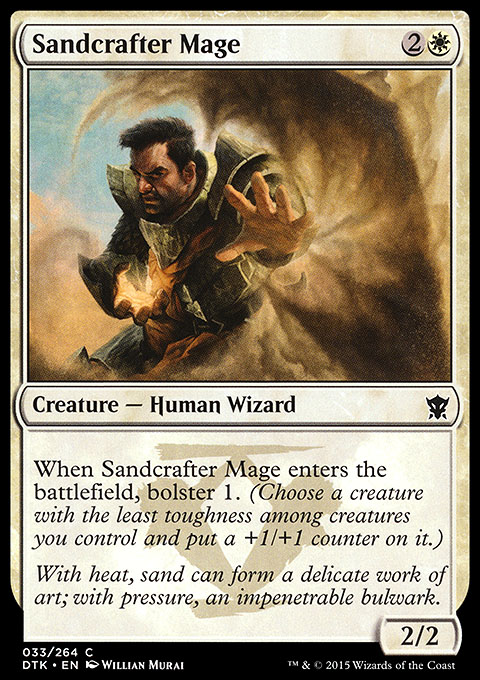 Sandcrafter Mage 2
Creature — Human Wizard
When Sandcrafter Mage enters the
battlefield, bolster 1. (Choose a creature
with the least toughness among creatures
you control and put a +1/+1 counter on it.)
With heat, sand can form a delicate work of
art; with pressure, an impenetrable bulwark.
2/2
033/264 C
DTK • EN Willian Murai
™ & © 2015 Wizards of the Coast